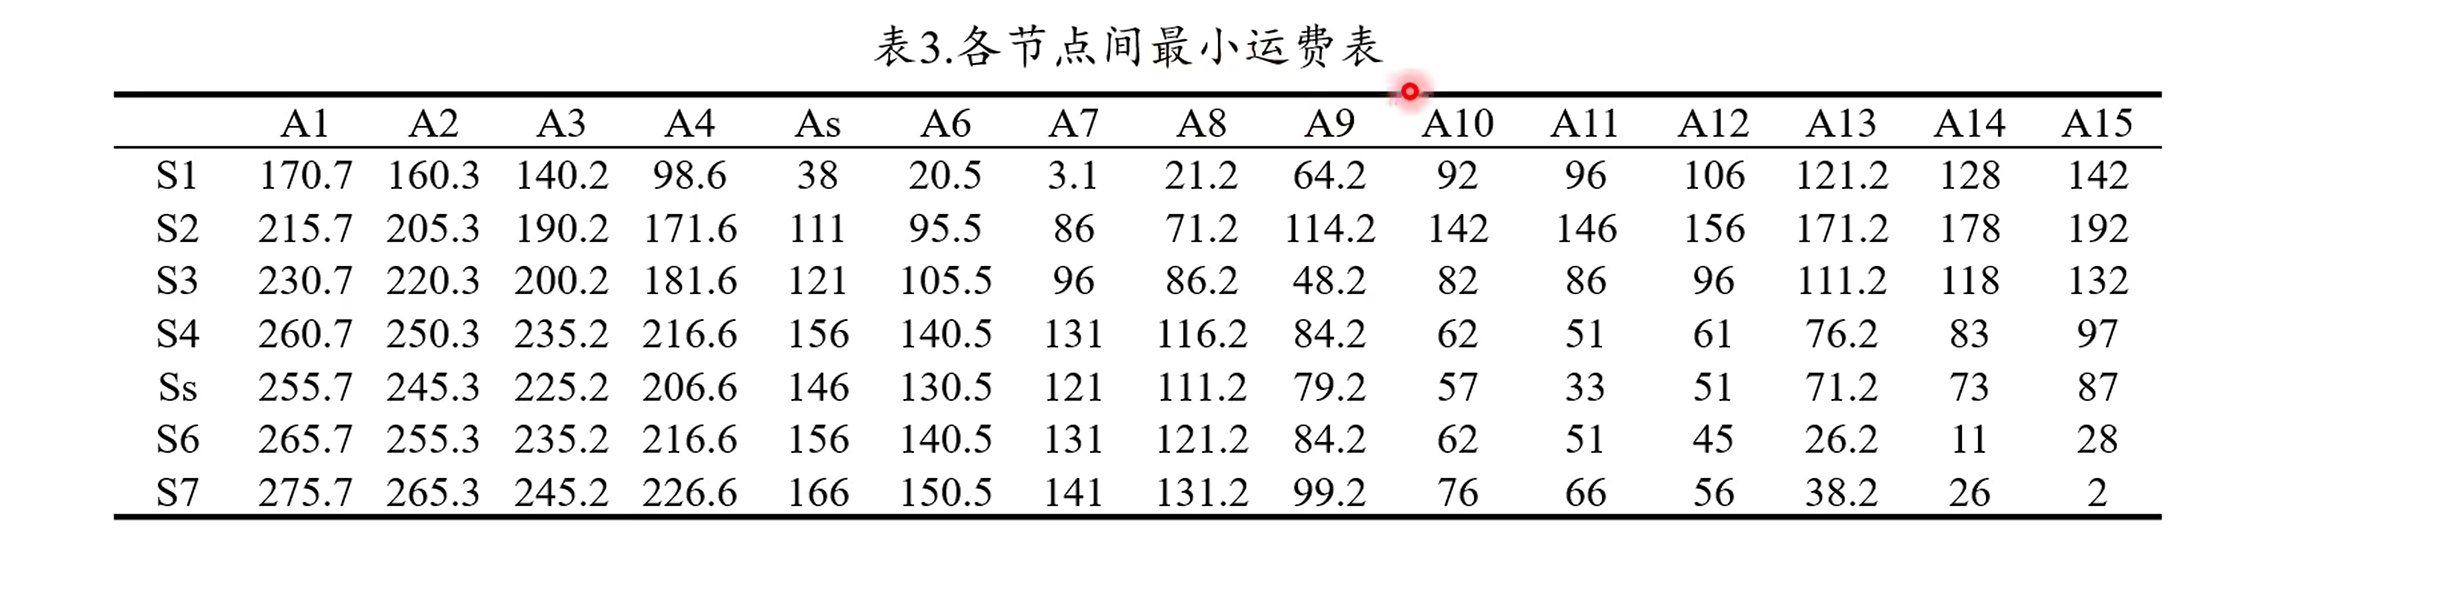 表3.各节点间最小运费表
A1 A2 A3 A4 As A6 A7 A8 A9 A10 A11 A12 A13 A14 A15
S1 170.7 160.3 140.2 98.6 38 20.5 3.1 21.2 64.2 92 96 106 121.2 128 142
S2 215.7 205.3 190.2 171.6 111 95.5 86 71.2 114.2 142 146 156 171.2 178 192
S3 230.7 220.3 200.2 181.6 121 105.5 96 86.2 48.2 82 86 96 111.2 118 132
S4 260.7 250.3 235.2 216.6 156 140.5 131 116.2 84.2 62 51 61 76.2 83 97
Ss 255.7 245.3 225.2 206.6 146 130.5 121 111.2 79.2 57 33 51 71.2 73 87
S6 265.7 255.3 235.2 216.6 156 140.5 131 121.2 84.2 62 51 45 26.2 11 28
S7 275.7 265.3 245.2 226.6 166 150.5 141 131.2 99.2 76 66 56 38.2 26 2